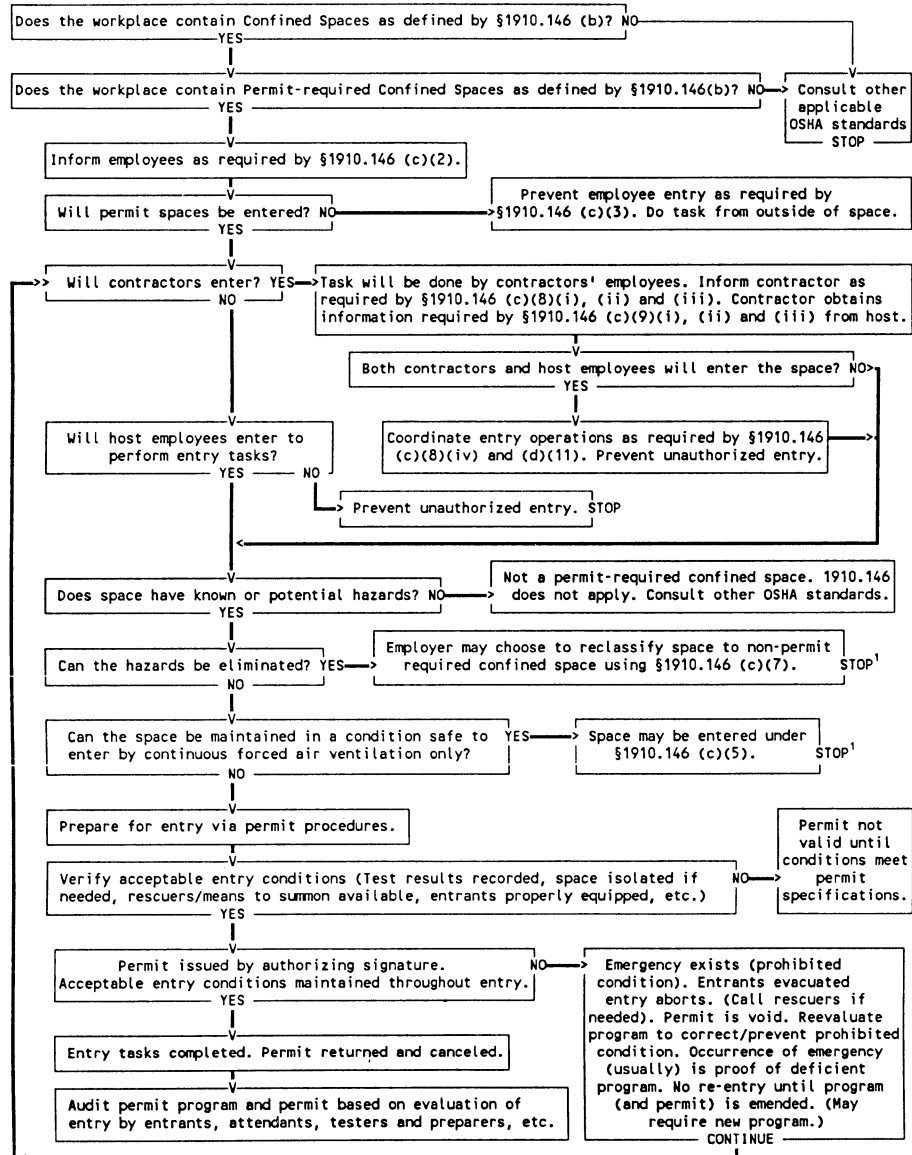 Does the workplace contain Confined Spaces as defined by §1910.146 (b)? NO
YES
Does the workplace contain Permit-required Confined Spaces as defined by §1910.146(b)? NO
YES
Consult other
applicable
OSHA standards
STOP
Inform employees as required by §1910.146 (c)(2).
Will permit spaces be entered? NO
YES
Prevent employee entry as required by
§1910.146 (c)(3). Do task from outside of space.
Will contractors enter? YES
NO
Task will be done by contractors' employees. Inform contractor as
required by §1910.146 (c)(8)(i), (ii) and (iii). Contractor obtains
information required by §1910.146 (c)(9)(i), (ii) and (iii) from host.
Both contractors and host employees will enter the space? NO
YES
Will host employees enter to
perform entry tasks?
YES NO
Coordinate entry operations as required by §1910.146
(c)(8)(iv) and (d)(11). Prevent unauthorized entry.
Prevent unauthorized entry. STOP
Does space have known or potential hazards? NO
YES
Not a permit-required confined space. 1910.146
does not apply. Consult other OSHA standards.
Can the hazards be eliminated? YES
NO
Employer may choose to reclassify space to non-permit
required confined space using §1910.146 (c)(7). STOP¹
Can the space be maintained in a condition safe to YES
enter by continuous forced air ventilation only?
NO
Space may be entered under
§1910.146 (c)(5). STOP¹
Prepare for entry via permit procedures.
Verify acceptable entry conditions (Test results recorded, space isolated if NO
needed, rescuers/means to summon available, entrants properly equipped, etc.)
YES
Permit not
valid until
conditions meet
permit
specifications.
Permit issued by authorizing signature. NO
Acceptable entry conditions maintained throughout entry.
YES
Emergency exists (prohibited
condition). Entrants evacuated
entry aborts. (Call rescuers if
needed). Permit is void. Reevaluate
program to correct/prevent prohibited
condition. Occurrence of emergency
(usually) is proof of deficient
program. No re-entry until program
(and permit) is emended. (May
require new program.)
CONTINUE
Entry tasks completed. Permit returned and canceled.
Audit permit program and permit based on evaluation of
entry by entrants, attendants, testers and preparers, etc.